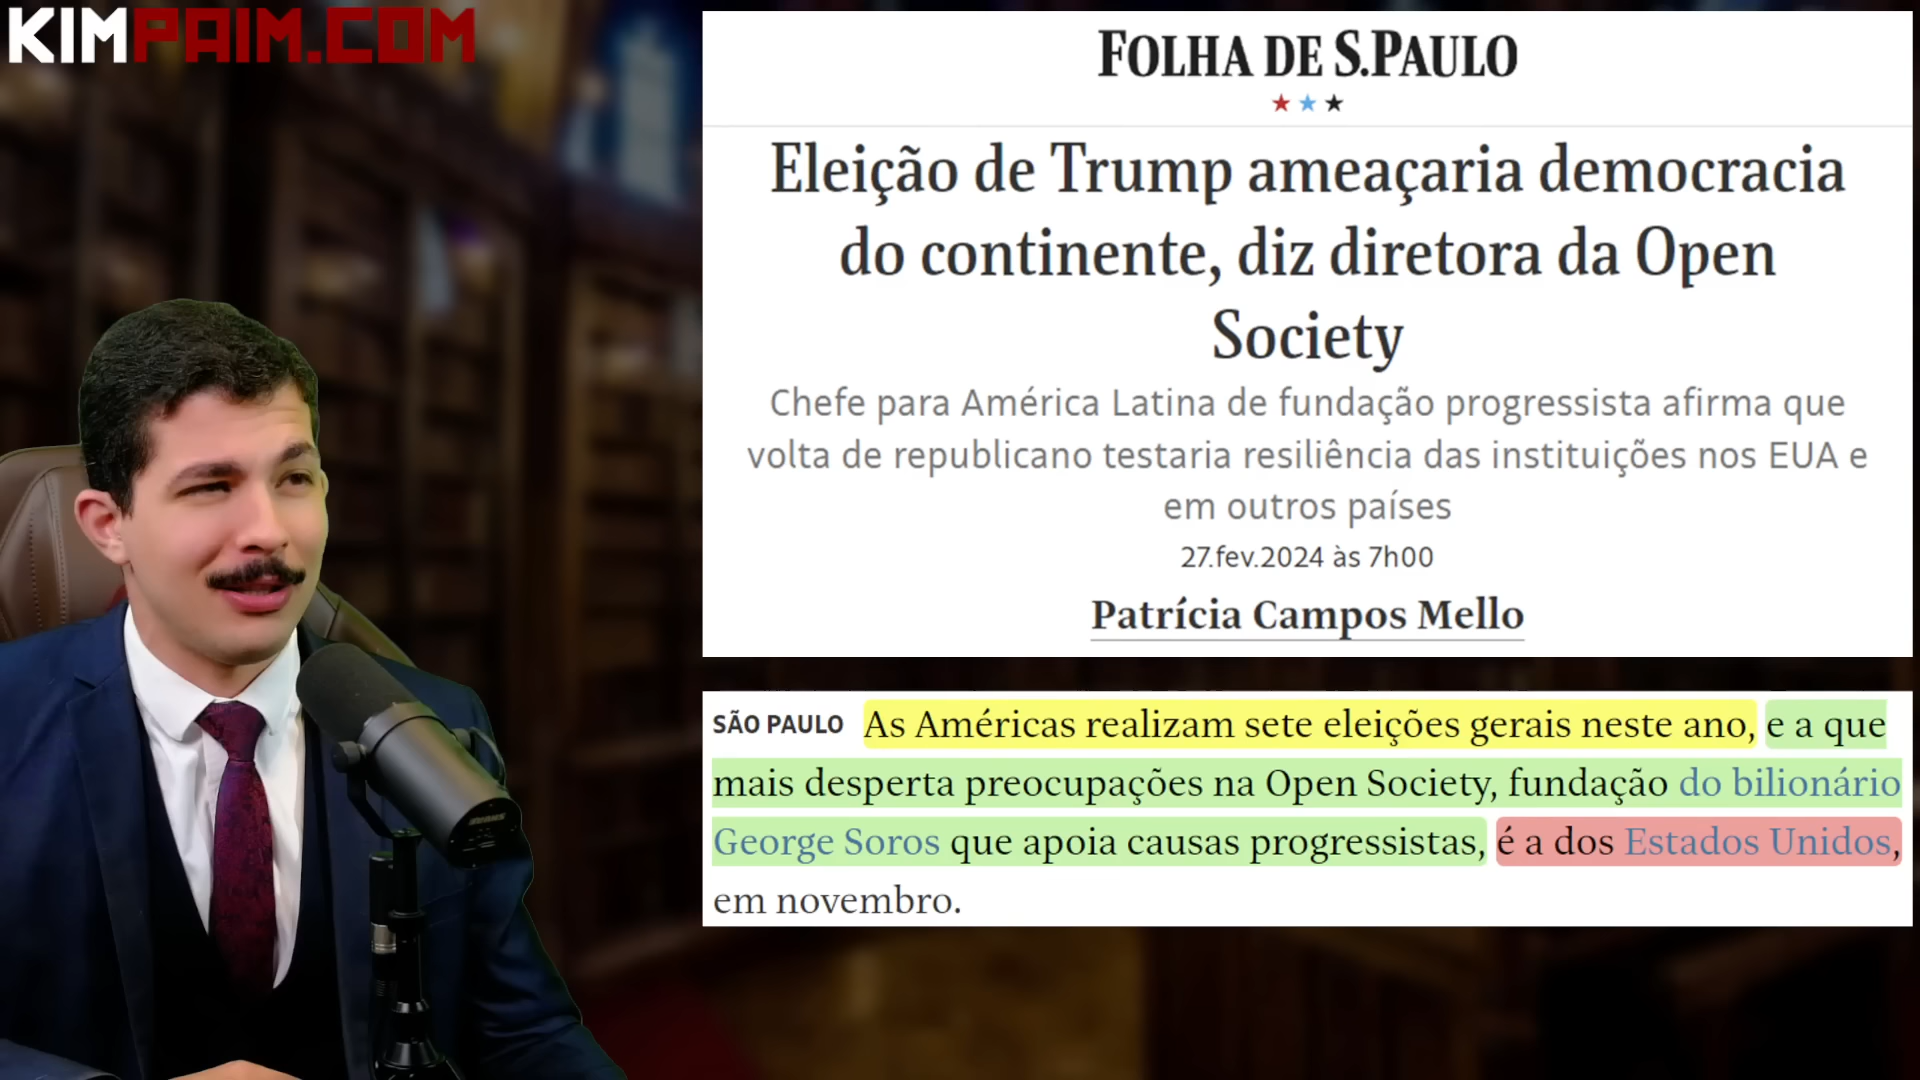 KIMPAIM.COM
FOLHA DE S.PAULO
Eleição de Trump ameaçaria democracia
do continente, diz diretora da Open
Society
Chefe para América Latina de fundação progressista afirma que
volta de republicano testaria resiliência das instituições nos EUA e
em outros países
27.fev.2024 às 7h00
Patrícia Campos Mello
SÃO PAULO As Américas realizam sete eleições gerais neste ano, e a que
mais desperta preocupações na Open Society, fundação do bilionário
George Soros que apoia causas progressistas, é a dos Estados Unidos,
em novembro.